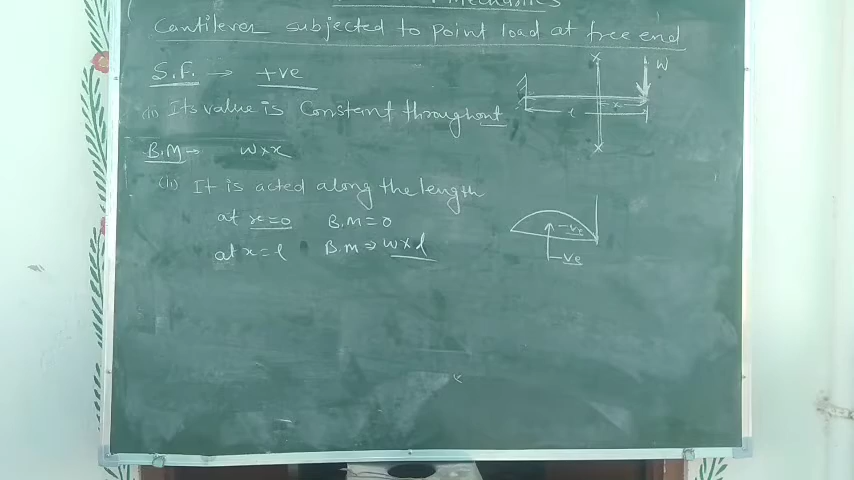 Mechanics
Cantilever subjected to point load at free end
S.F. → +ve
(i) Its value is Constant throughout
B.M → W×x
(ii) It is acted along the length
at x=0 B.M=0
at x=l B.M ⇒ W×l
x
W
x
l
x
-ve
-ve
x